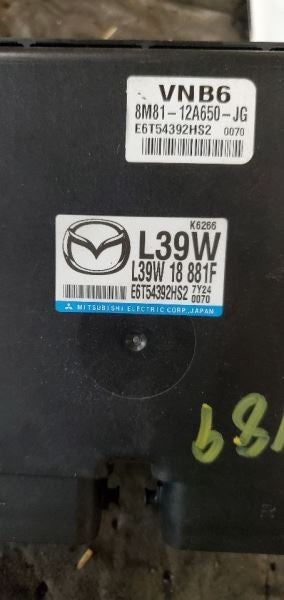 VNB6
8M81-12A650-JG
E6T54392HS2 0070
K6266
L39W
L39W 18 881F
E6T54392HS2 7Y24
0070
MITSUBISHI ELECTRIC CORP., JAPAN